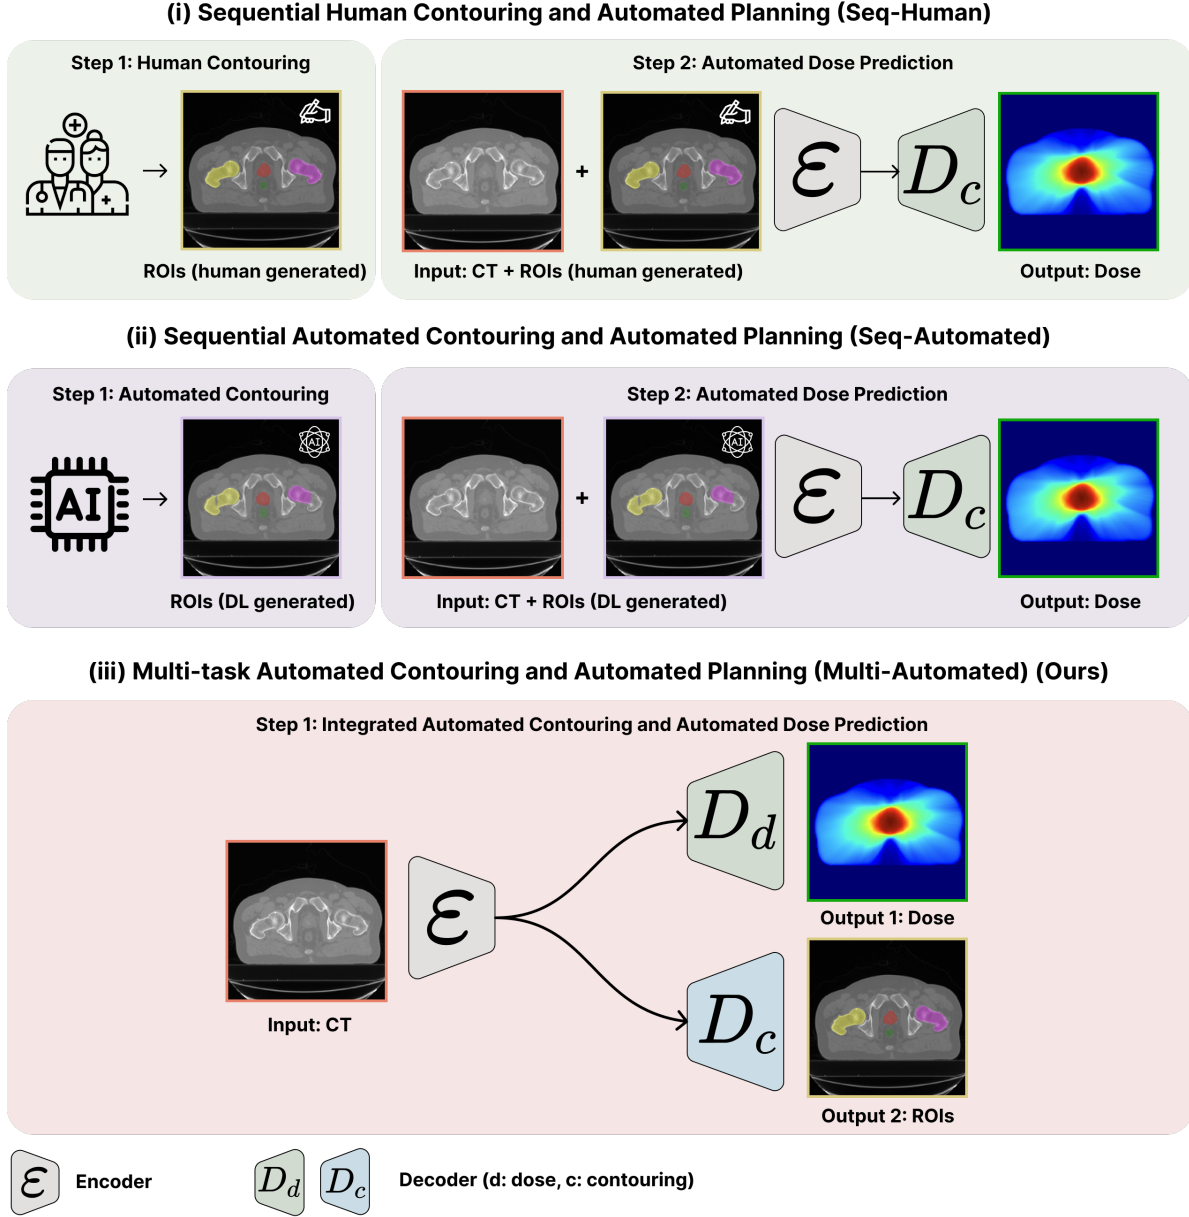 (i) Sequential Human Contouring and Automated Planning (Seq-Human)
Step 1: Human Contouring
Step 2: Automated Dose Prediction
+
ℰ
D_c
ROIs (human generated)
Input: CT + ROIs (human generated)
Output: Dose
(ii) Sequential Automated Contouring and Automated Planning (Seq-Automated)
Step 1: Automated Contouring
Step 2: Automated Dose Prediction
AI
AI
+
AI
ℰ
D_c
ROIs (DL generated)
Input: CT + ROIs (DL generated)
Output: Dose
(iii) Multi-task Automated Contouring and Automated Planning (Multi-Automated) (Ours)
Step 1: Integrated Automated Contouring and Automated Dose Prediction
D_d
Output 1: Dose
ℰ
Input: CT
D_c
Output 2: ROIs
ℰ
Encoder
D_d
D_c
Decoder (d: dose, c: contouring)